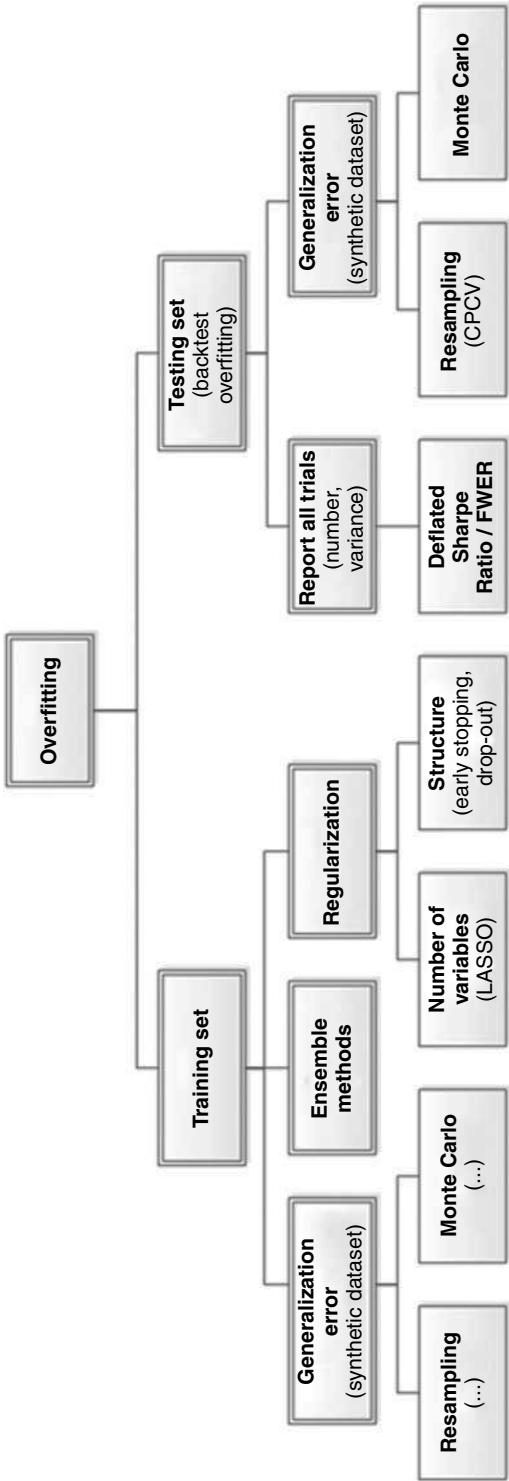 Overfitting
Training set
Testing set
(backtest
overfitting)
Generalization
error
(synthetic dataset)
Ensemble
methods
Regularization
Report all trials
(number,
variance)
Generalization
error
(synthetic dataset)
Resampling
(...)
Monte Carlo
(...)
Number of
variables
(LASSO)
Structure
(early stopping,
drop-out)
Deflated
Sharpe
Ratio / FWER
Resampling
(CPCV)
Monte Carlo